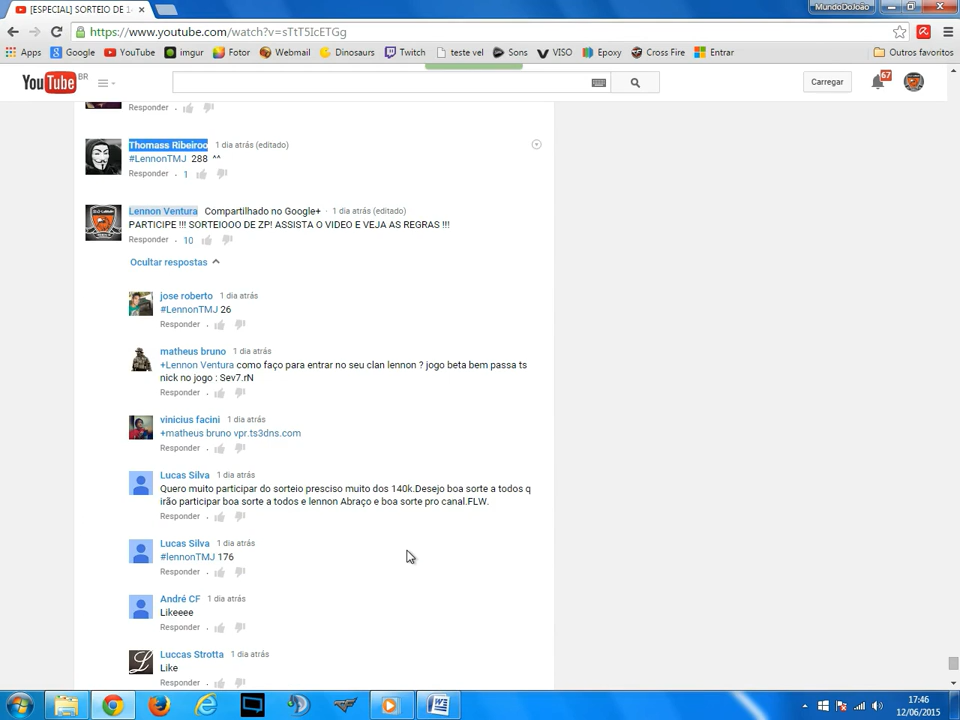 [ESPECIAL] SORTEIO DE 1
MundoDoJoão
https://www.youtube.com/watch?v=sTtT5IcETGg
Apps Google YouTube imgur Fotor Webmail Dinosaurs Twitch teste vel Sons VISO Epoxy Cross Fire Entrar Outros favoritos
YouTube BR
Carregar
67
Responder
Thomass Ribeiroo 1 dia atrás (editado)
#LennonTMJ 288 ^^
Responder · 1
Lennon Ventura Compartilhado no Google+ · 1 dia atrás (editado)
PARTICIPE !!! SORTEIOOO DE ZP! ASSISTA O VIDEO E VEJA AS REGRAS !!!
Responder · 10
Ocultar respostas
jose roberto 1 dia atrás
#LennonTMJ 26
Responder ·
matheus bruno 1 dia atrás
+Lennon Ventura como faço para entrar no seu clan lennon ? jogo beta bem passa ts
nick no jogo : Sev7.rN
Responder ·
vinicius facini 1 dia atrás
+matheus bruno vpr.ts3dns.com
Responder ·
Lucas Silva 1 dia atrás
Quero muito participar do sorteio presciso muito dos 140k.Desejo boa sorte a todos q
irão participar boa sorte a todos e lennon Abraço e boa sorte pro canal.FLW.
Responder ·
Lucas Silva 1 dia atrás
#lennonTMJ 176
Responder ·
André CF 1 dia atrás
Likeeee
Responder ·
Luccas Strotta 1 dia atrás
Like
Responder ·
17:46
12/06/2015